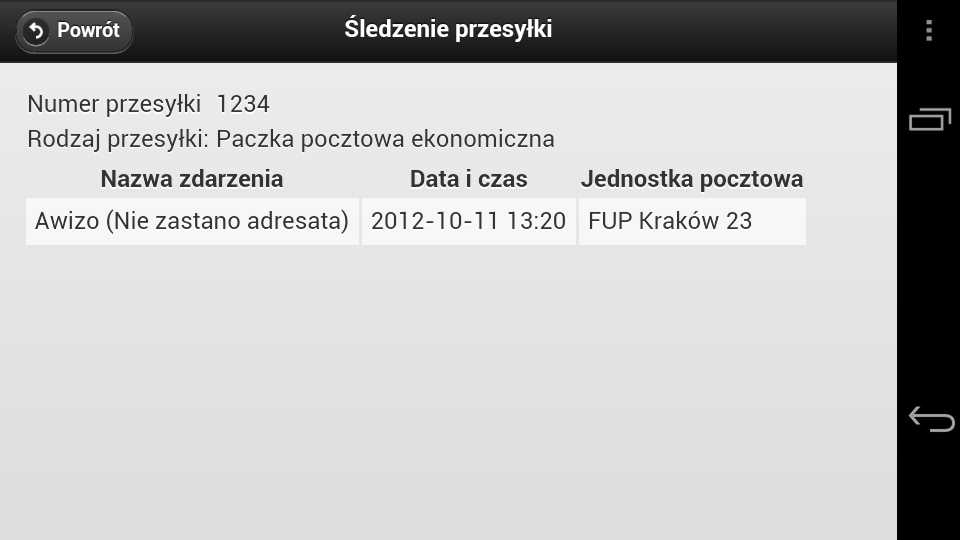 Powrót
Śledzenie przesyłki
Numer przesyłki 1234
Rodzaj przesyłki: Paczka pocztowa ekonomiczna
Nazwa zdarzenia Data i czas Jednostka pocztowa
Awizo (Nie zastano adresata) 2012-10-11 13:20 FUP Kraków 23